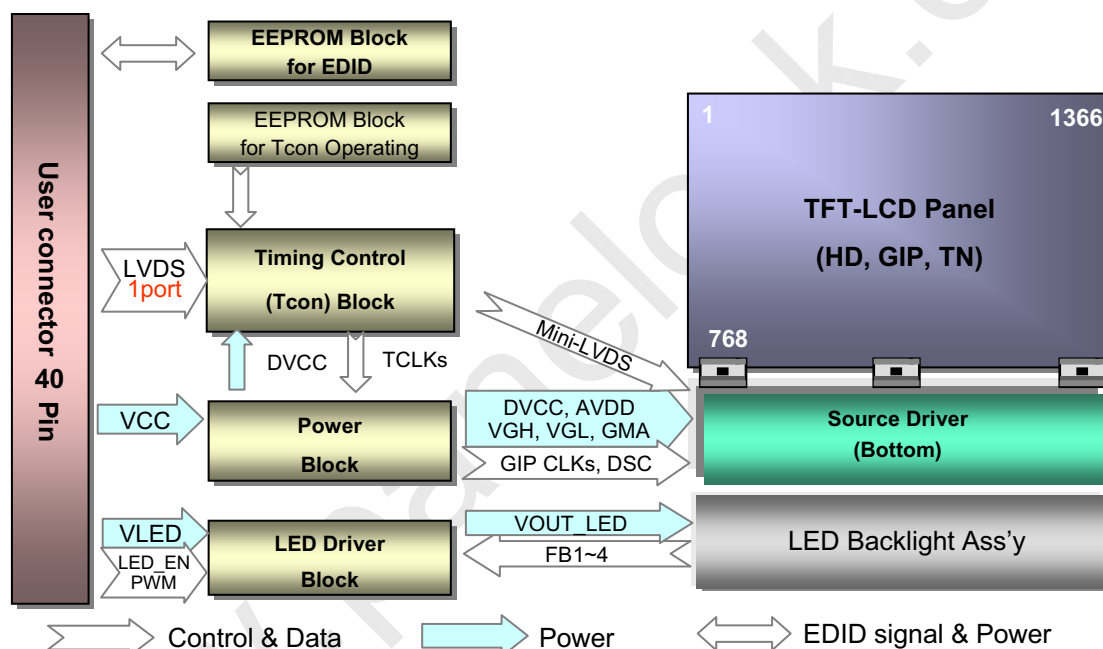 EEPROM Block
for EDID
EEPROM Block
for Tcon Operating
User connector 40 Pin
LVDS
1port
Timing Control
(Tcon) Block
DVCC
TCLKs
Mini-LVDS
1
1366
TFT-LCD Panel
(HD, GIP, TN)
768
VCC
Power
Block
DVCC, AVDD
VGH, VGL, GMA
GIP CLKs, DSC
Source Driver
(Bottom)
VLED
LED_EN
PWM
LED Driver
Block
VOUT_LED
FB1~4
LED Backlight Ass'y
Control & Data
Power
EDID signal & Power